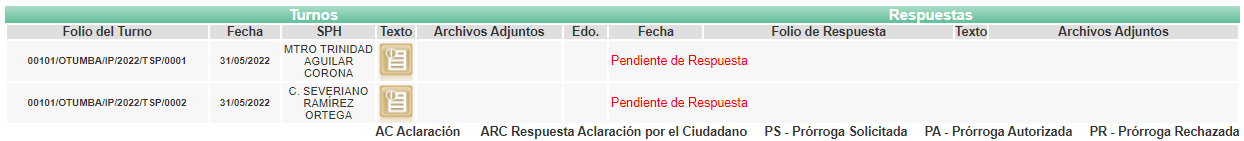 Turnos Respuestas
Folio del Turno Fecha SPH Texto Archivos Adjuntos Edo. Fecha Folio de Respuesta Texto Archivos Adjuntos
00101/OTUMBA/IP/2022/TSP/0001 31/05/2022 MTRO TRINIDAD
AGUILAR
CORONA
Pendiente de Respuesta
00101/OTUMBA/IP/2022/TSP/0002 31/05/2022 C. SEVERIANO
RAMÍREZ
ORTEGA
Pendiente de Respuesta
AC Aclaración ARC Respuesta Aclaración por el Ciudadano PS - Prórroga Solicitada PA - Prórroga Autorizada PR - Prórroga Rechazada